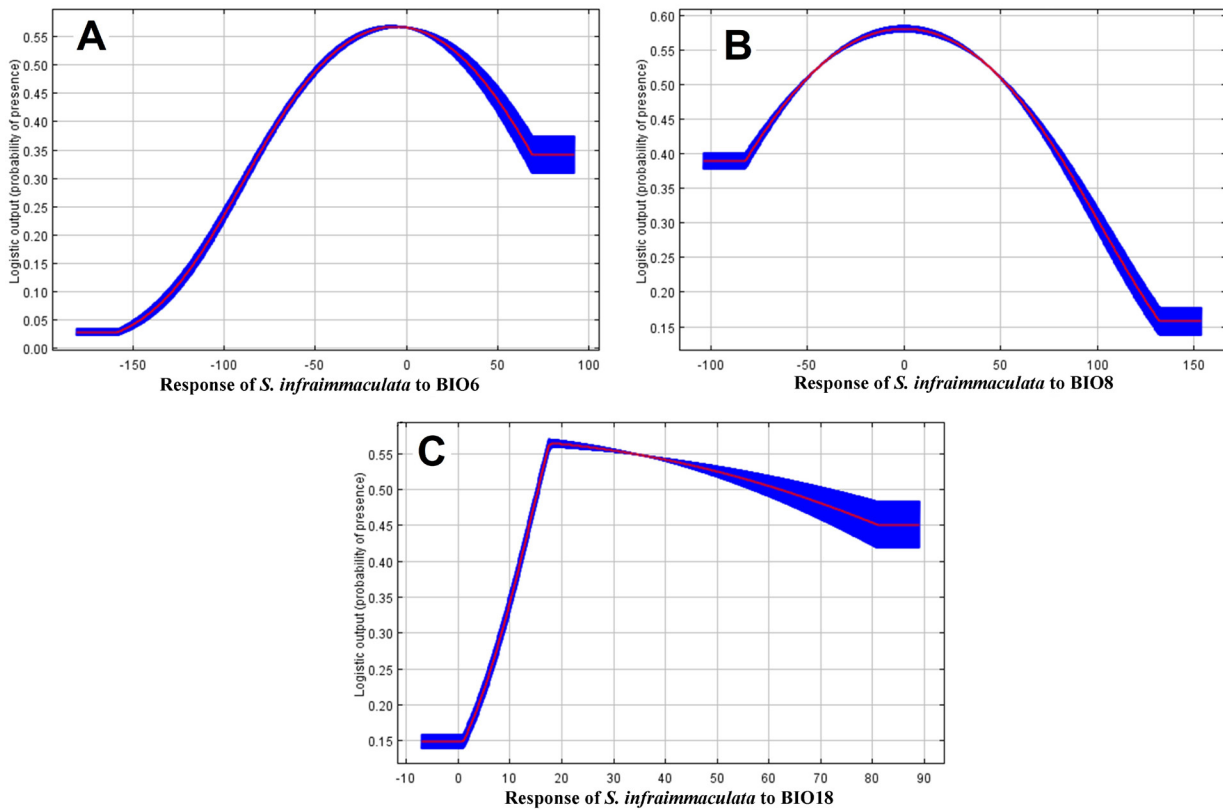 A
Logistic output (probability of presence)
0.55
0.50
0.45
0.40
0.35
0.30
0.25
0.20
0.15
0.10
0.05
0.00
-150 -100 -50 0 50 100
Response of S. infraimmaculata to BIO6
B
Logistic output (probability of presence)
0.60
0.55
0.50
0.45
0.40
0.35
0.30
0.25
0.20
0.15
-100 -50 0 50 100 150
Response of S. infraimmaculata to BIO8
C
Logistic output (probability of presence)
0.55
0.50
0.45
0.40
0.35
0.30
0.25
0.20
0.15
-10 0 10 20 30 40 50 60 70 80 90
Response of S. infraimmaculata to BIO18